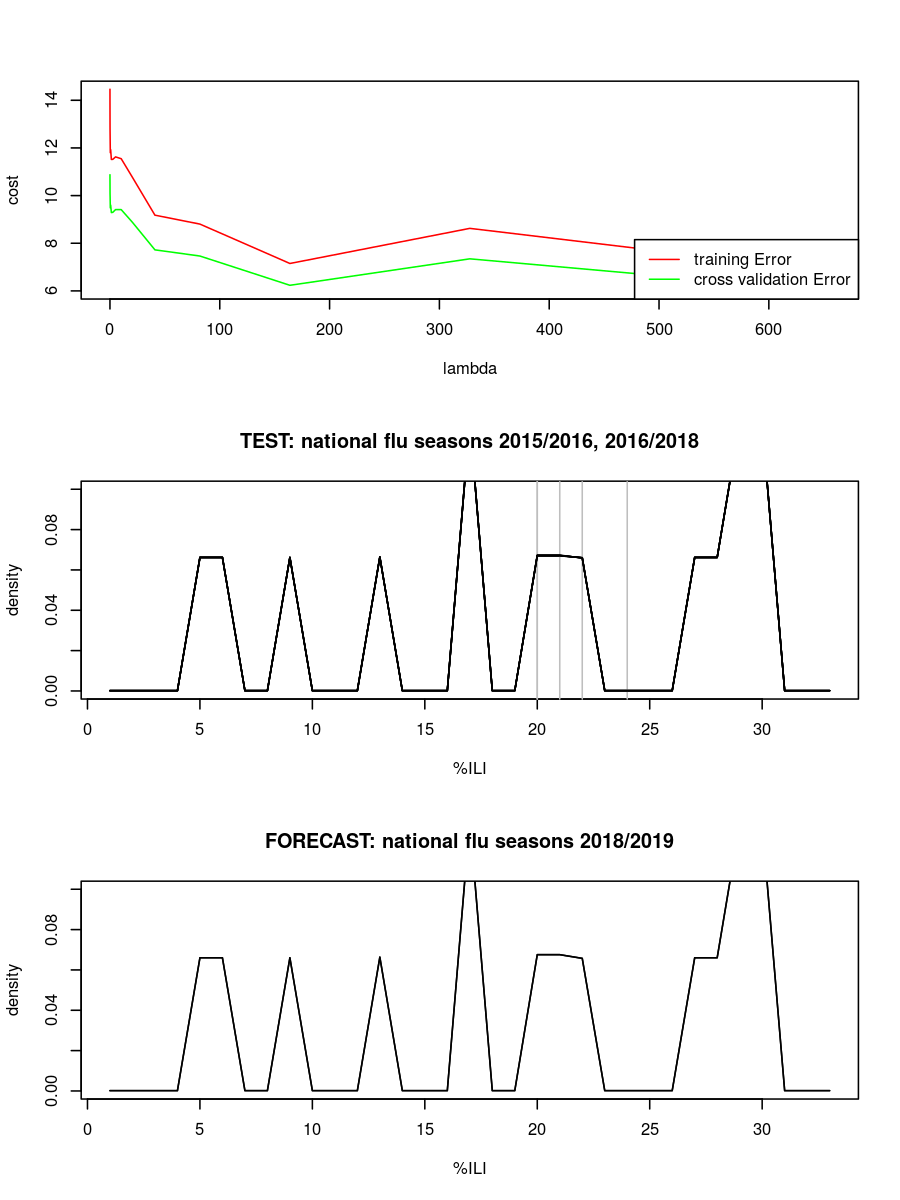 14
12
10
8
6
cost
training Error
cross validation Error
0 100 200 300 400 500 600
lambda
TEST: national flu seasons 2015/2016, 2016/2018
0.08
0.04
0.00
density
0 5 10 15 20 25 30
%ILI
FORECAST: national flu seasons 2018/2019
0.08
0.04
0.00
density
0 5 10 15 20 25 30
%ILI